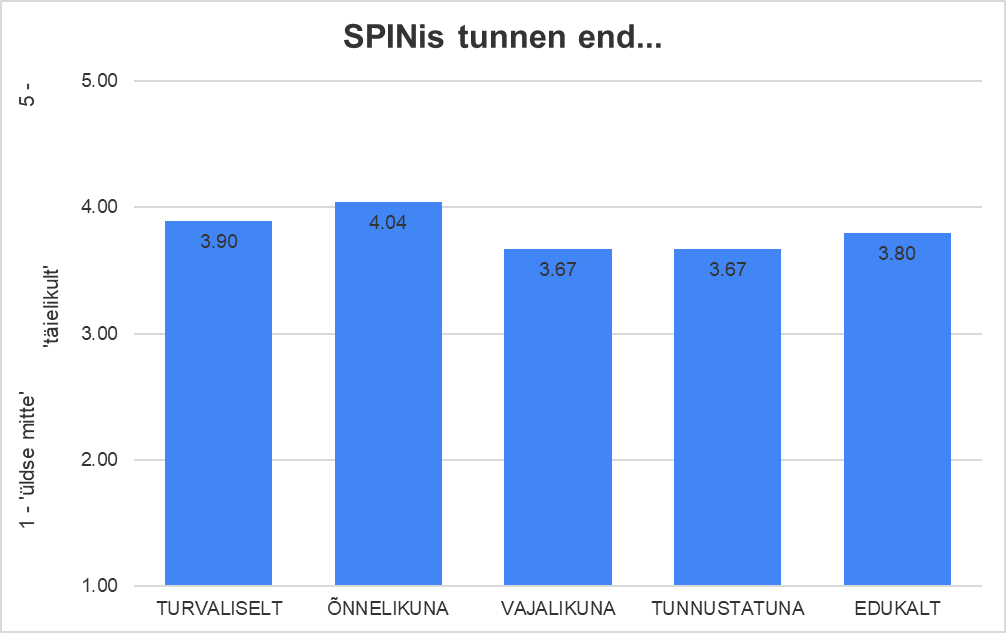 SPINis tunnen end...
1 - 'üldse mitte' 5 -
'täielikult'
5.00
4.00
3.00
2.00
1.00
3.90
4.04
3.67
3.67
3.80
TURVALISELT ÕNNELIKUNA VAJALIKUNA TUNNUSTATUNA EDUKALT